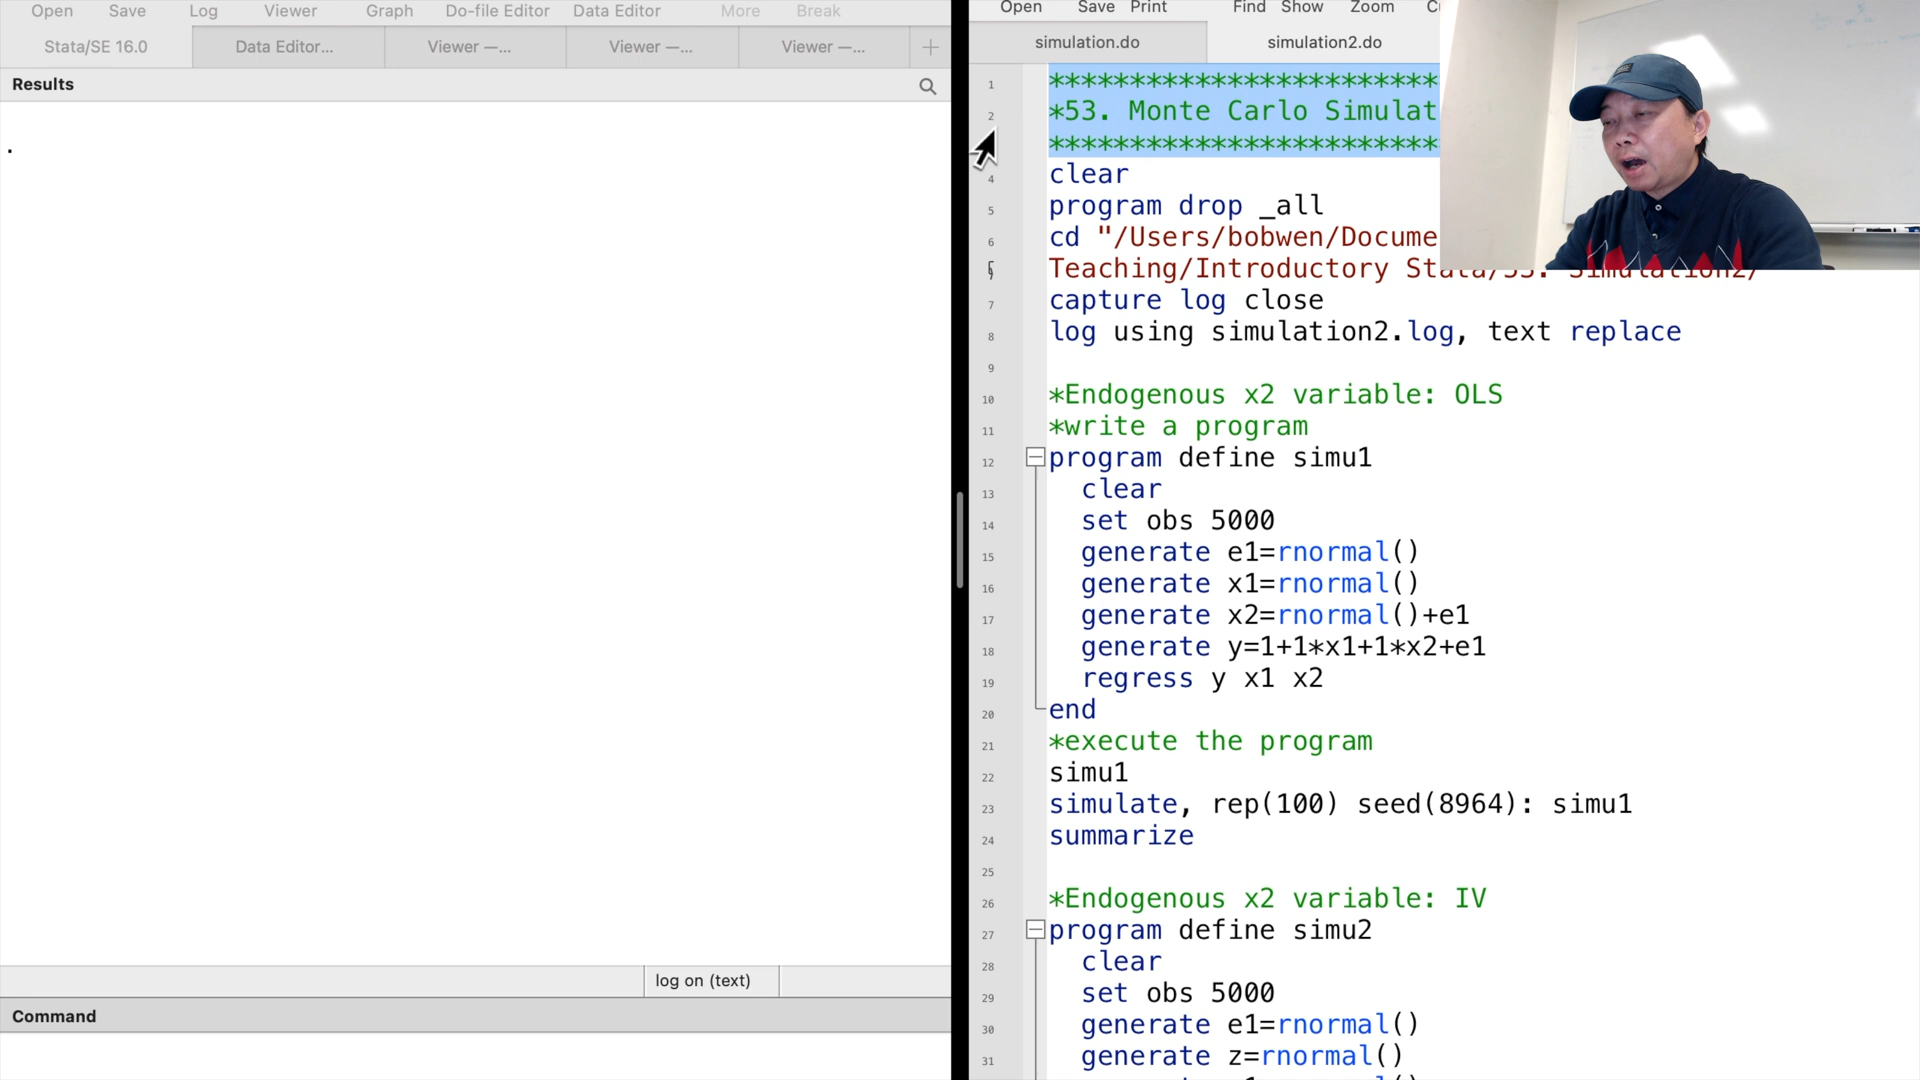 Open Save Log Viewer Graph Do-file Editor Data Editor More Break
Stata/SE 16.0 Data Editor... Viewer —... Viewer —... Viewer —... +
Results
.
log on (text)
Command
Open Save Print Find Show Zoom
simulation.do simulation2.do
1 ************************
2 *53. Monte Carlo Simulat
************************
4 clear
5 program drop _all
6 cd "/Users/bobwen/Docume
Teaching/Introductory Stata/53. Simulation2/
7 capture log close
8 log using simulation2.log, text replace
9
10 *Endogenous x2 variable: OLS
11 *write a program
12 program define simu1
13 clear
14 set obs 5000
15 generate e1=rnormal()
16 generate x1=rnormal()
17 generate x2=rnormal()+e1
18 generate y=1+1*x1+1*x2+e1
19 regress y x1 x2
20 end
21 *execute the program
22 simu1
23 simulate, rep(100) seed(8964): simu1
24 summarize
25
26 *Endogenous x2 variable: IV
27 program define simu2
28 clear
29 set obs 5000
30 generate e1=rnormal()
31 generate z=rnormal()